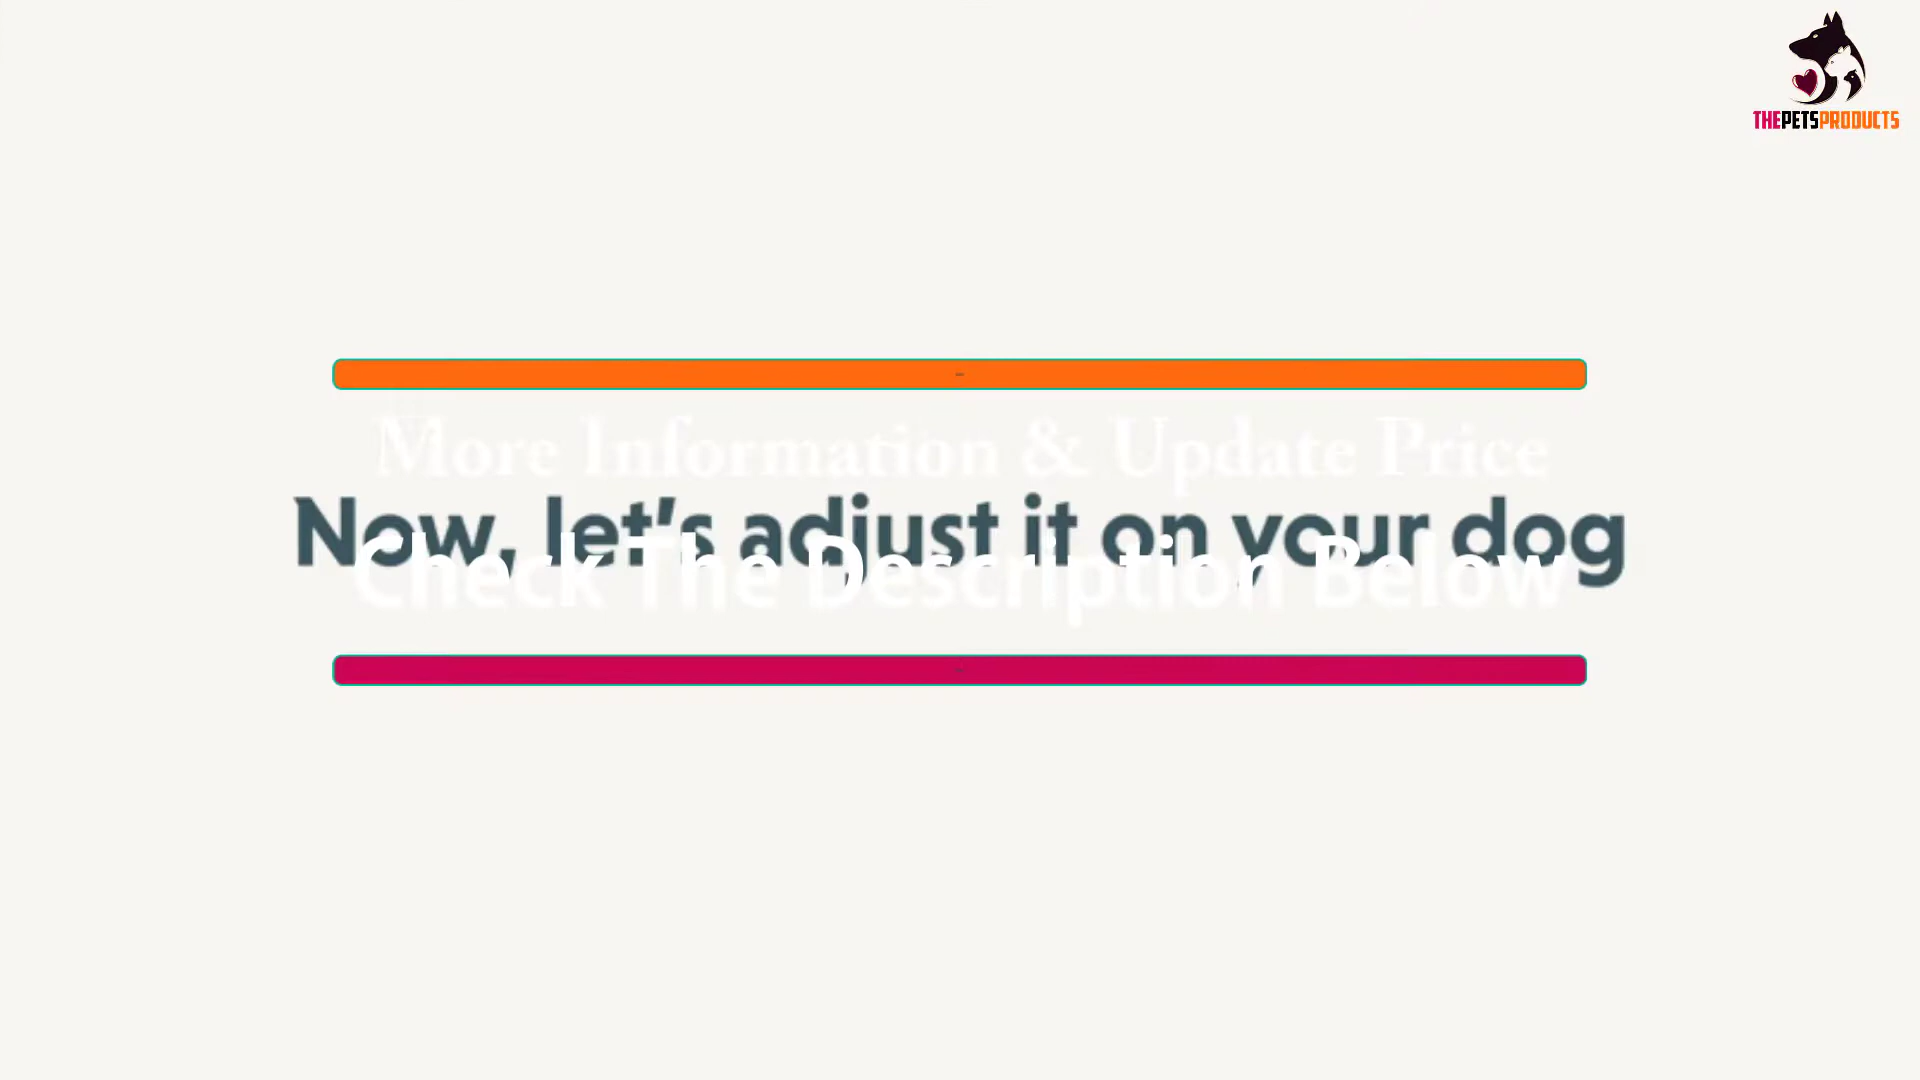 THEPETSPRODUCTS
More Information & Update Price
Now, let's adjust it on your dog
Check The Description Below